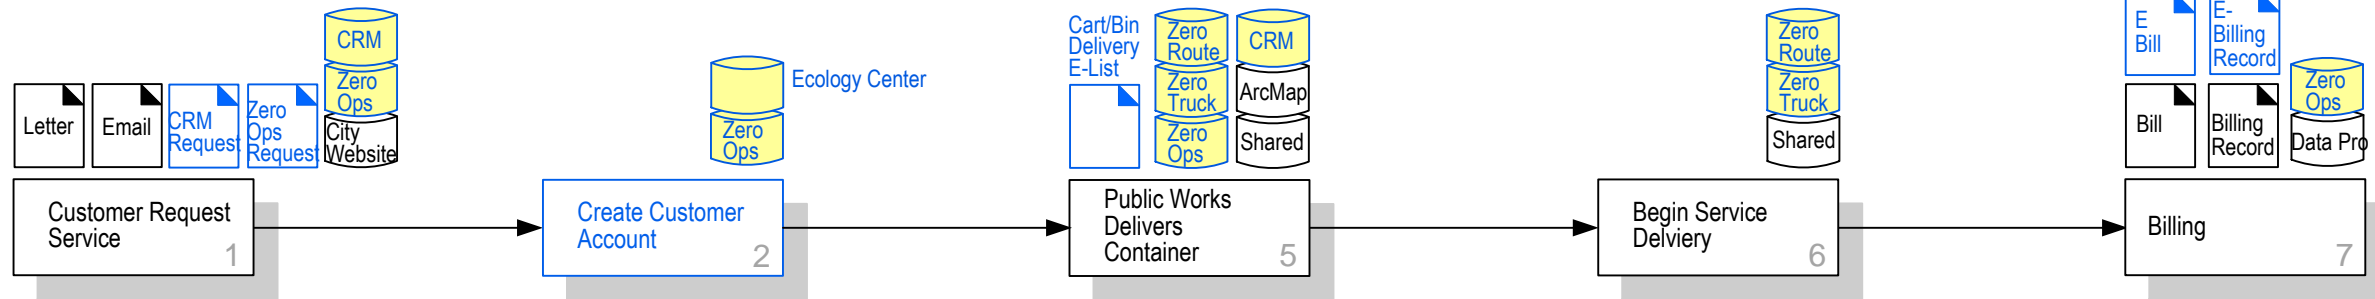 Letter
Email
CRM
Request
Zero
Ops
Request
CRM
Zero
Ops
City
Website
Customer Request
Service
1
Zero
Ops
Ecology Center
Create Customer
Account
2
Cart/Bin
Delivery
E-List
Zero
Route
Zero
Truck
Zero
Ops
CRM
ArcMap
Shared
Public Works
Delivers
Container
5
Zero
Route
Zero
Truck
Shared
Begin Service
Delviery
6
E
Bill
E-
Billing
Record
Bill
Billing
Record
Zero
Ops
Data Pro
Billing
7